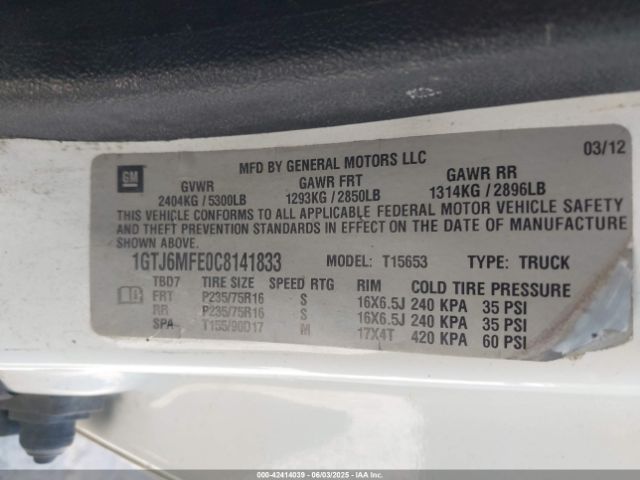 03/12
GM
MFD BY GENERAL MOTORS LLC
GVWR GAWR FRT GAWR RR
2404KG / 5300LB 1293KG / 2850LB 1314KG / 2896LB
THIS VEHICLE CONFORMS TO ALL APPLICABLE FEDERAL MOTOR VEHICLE SAFETY
AND THEFT PREVENTION STANDARDS IN EFFECT ON THE DATE OF MANUFACTURE
SHOWN ABOVE.
1GTJ6MFE0C8141833 MODEL: T15653 TYPE: TRUCK
TBD7 TIRE SIZE SPEED RTG RIM COLD TIRE PRESSURE
FRT P235/75R16 S 16X6.5J 240 KPA 35 PSI
RR P235/75R16 S 16X6.5J 240 KPA 35 PSI
SPA T155/90D17 M 17X4T 420 KPA 60 PSI
000-42414039 - 06/03/2025 - IAAI.com